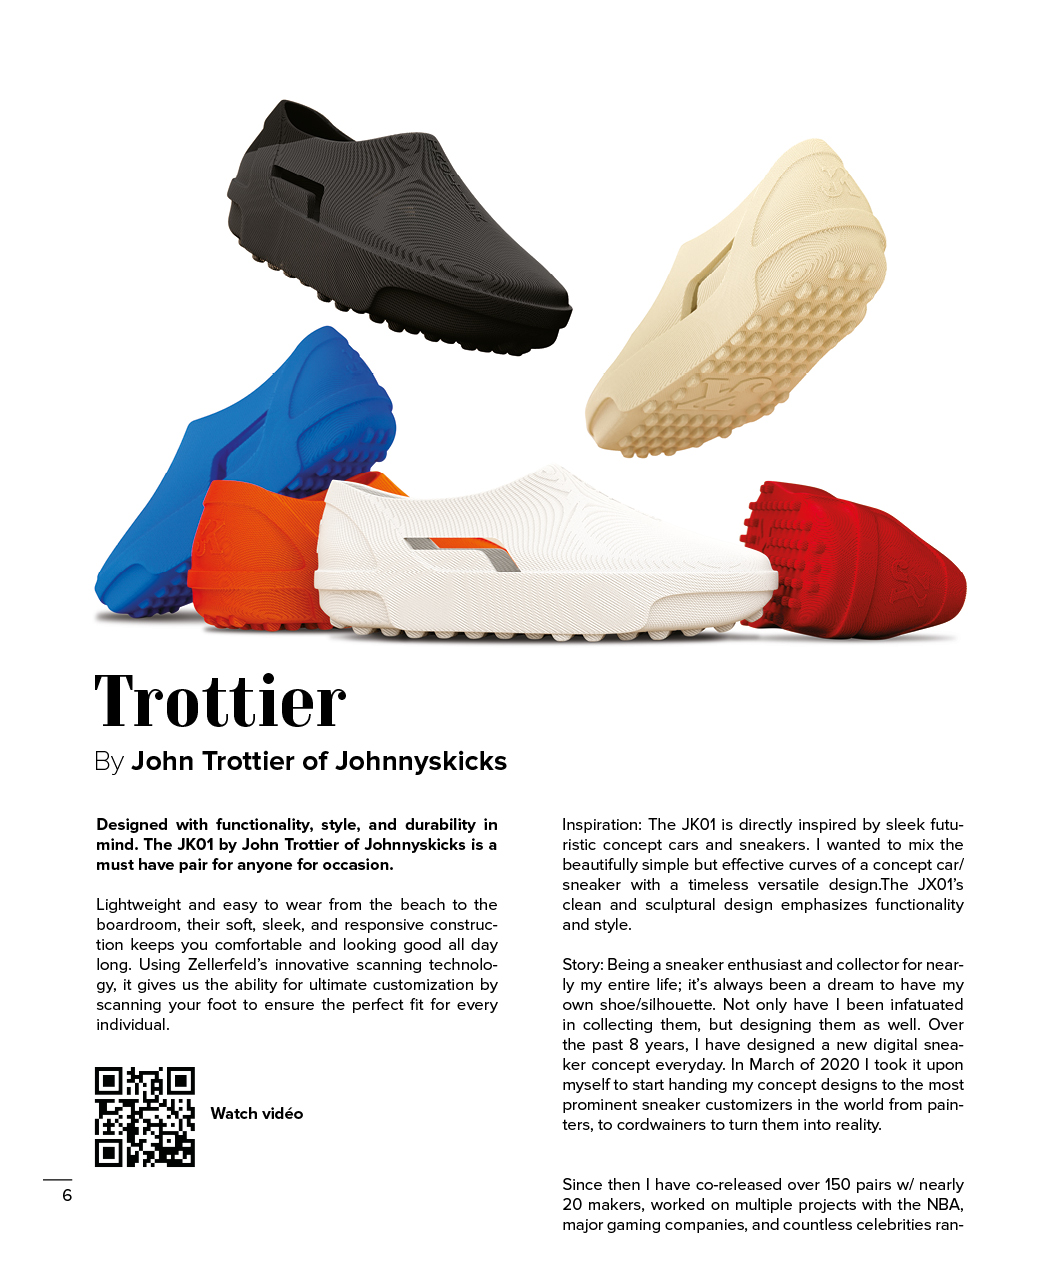 Trottier
By John Trottier of Johnnyskicks
Designed with functionality, style, and durability in
mind. The JK01 by John Trottier of Johnnyskicks is a
must have pair for anyone for occasion.
Lightweight and easy to wear from the beach to the
boardroom, their soft, sleek, and responsive construc-
tion keeps you comfortable and looking good all day
long. Using Zellerfeld's innovative scanning technolo-
gy, it gives us the ability for ultimate customization by
scanning your foot to ensure the perfect fit for every
individual.
Watch vidéo
6
Inspiration: The JK01 is directly inspired by sleek futu-
ristic concept cars and sneakers. I wanted to mix the
beautifully simple but effective curves of a concept car/
sneaker with a timeless versatile design.The JX01's
clean and sculptural design emphasizes functionality
and style.
Story: Being a sneaker enthusiast and collector for near-
ly my entire life; it's always been a dream to have my
own shoe/silhouette. Not only have I been infatuated
in collecting them, but designing them as well. Over
the past 8 years, I have designed a new digital snea-
ker concept everyday. In March of 2020 I took it upon
myself to start handing my concept designs to the most
prominent sneaker customizers in the world from pain-
ters, to cordwainers to turn them into reality.
Since then I have co-released over 150 pairs w/ nearly
20 makers, worked on multiple projects with the NBA,
major gaming companies, and countless celebrities ran-